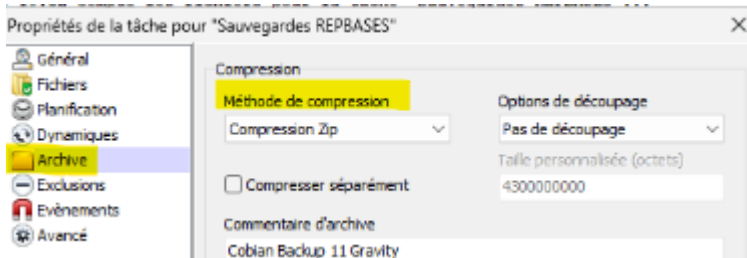 Propriétés de la tâche pour "Sauvegardes REPBASES"
Général
Fichiers
Planification
Dynamiques
Archive
Exclusions
Evènements
Avancé
Compression
Méthode de compression
Compression Zip
Options de découpage
Pas de découpage
Taille personnalisée (octets)
4300000000
Compresser séparément
Commentaire d'archive
Cobian Backup 11 Gravity